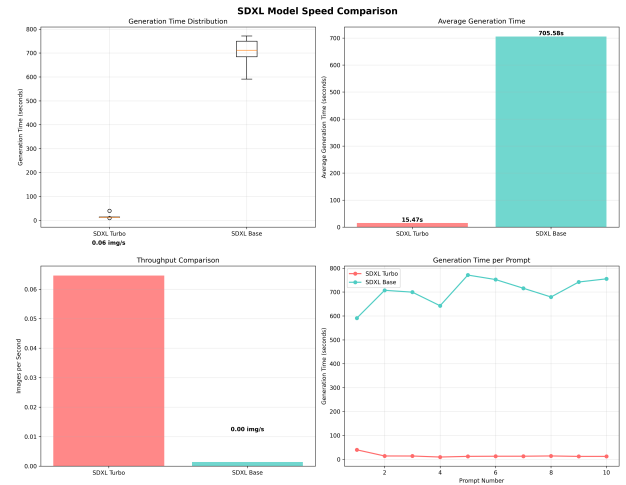 SDXL Model Speed Comparison
Generation Time Distribution
Generation Time (seconds)
800
700
600
500
400
300
200
100
0
SDXL Turbo
SDXL Base
Average Generation Time
Average Generation Time (seconds)
700
600
500
400
300
200
100
0
705.58s
15.47s
SDXL Turbo
SDXL Base
0.06 img/s
Throughput Comparison
Images per Second
0.06
0.05
0.04
0.03
0.02
0.01
0.00
0.00 img/s
SDXL Turbo
SDXL Base
Generation Time per Prompt
Generation Time (seconds)
800
700
600
500
400
300
200
100
0
SDXL Turbo
SDXL Base
2
4
6
8
10
Prompt Number